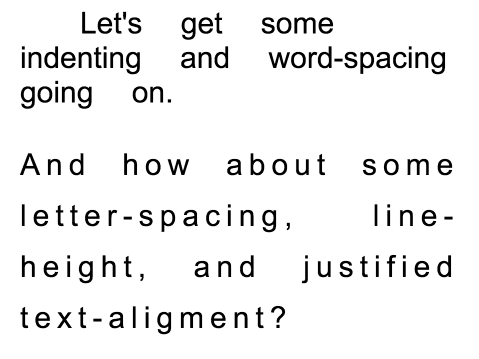 Let's get some
indenting and word-spacing
going on.
And how about some
letter-spacing, line-
height, and justified
text-aligment?